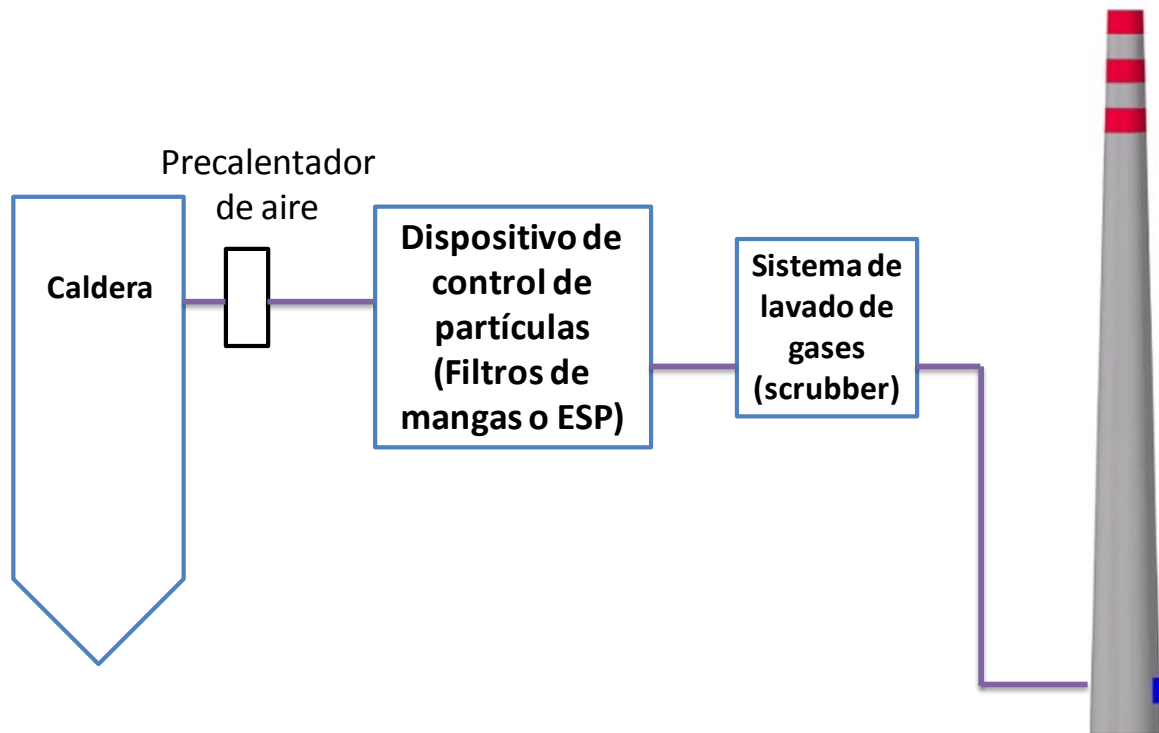 Precalentador
de aire
Caldera
Dispositivo de
control de
partículas
(Filtros de
mangas o ESP)
Sistema de
lavado de
gases
(scrubber)